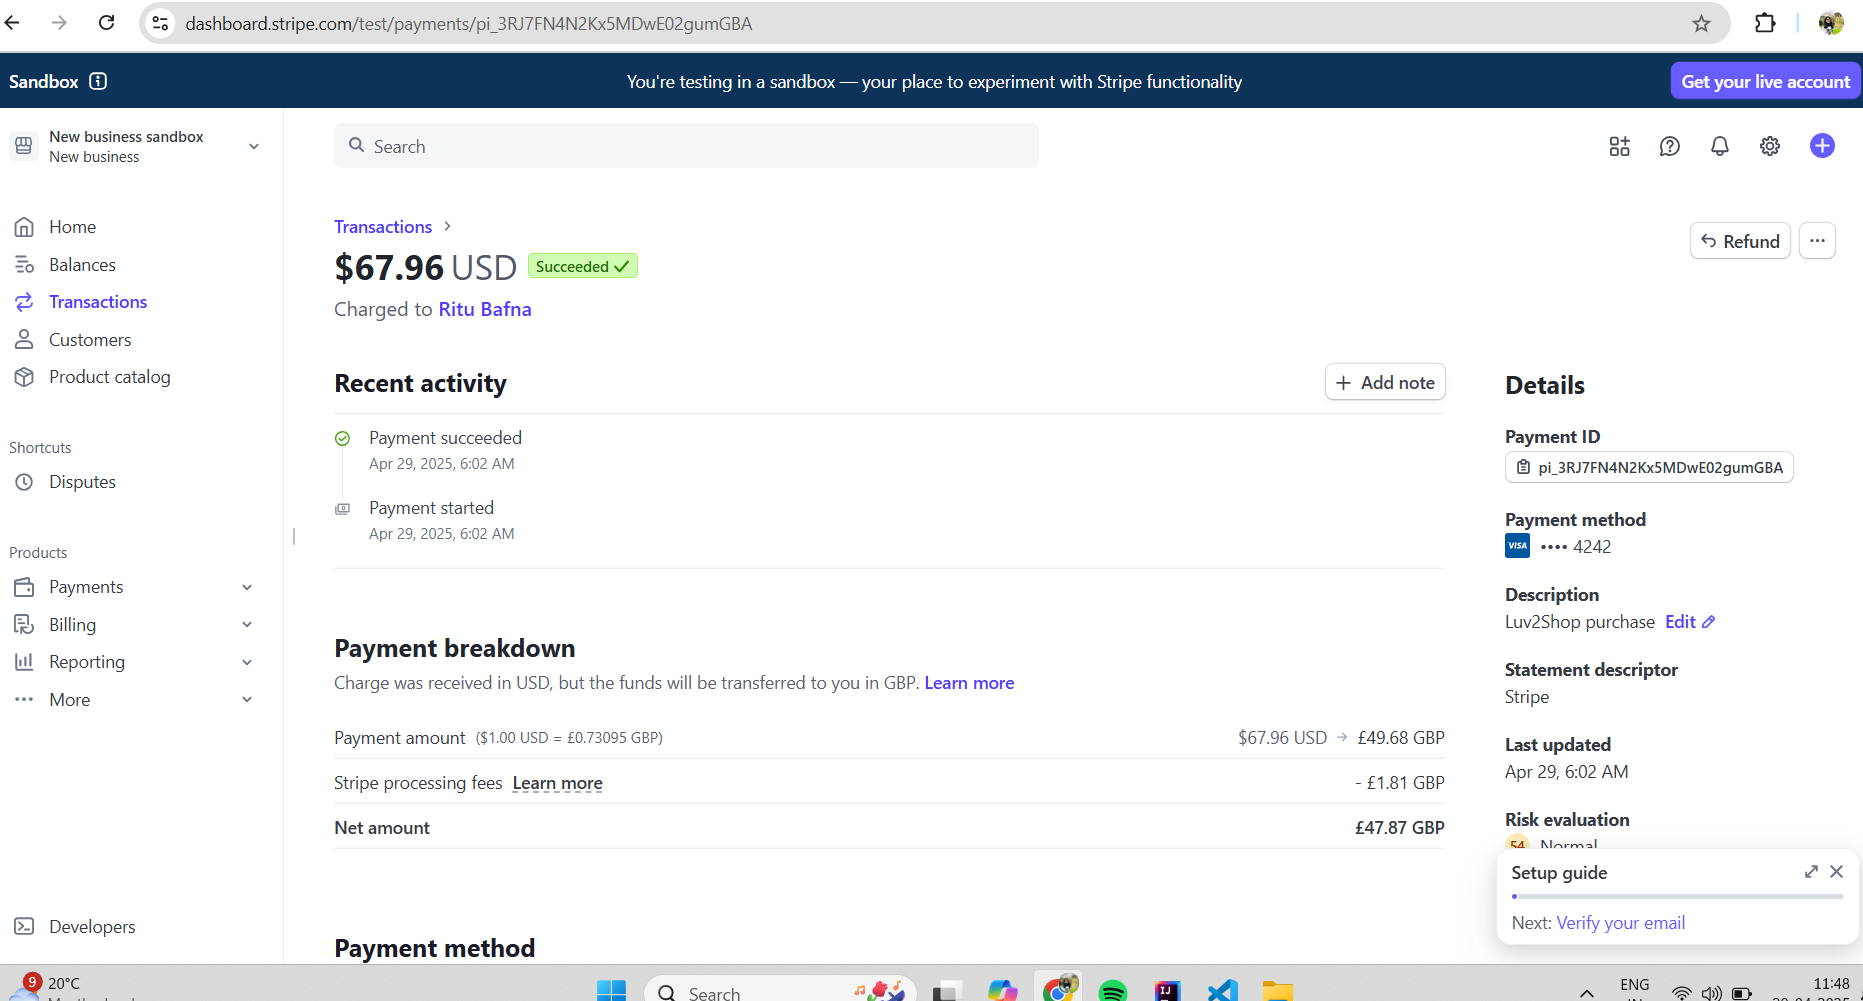 dashboard.stripe.com/test/payments/pi_3RJ7FN4N2Kx5MDwE02gumGBA
Sandbox
You're testing in a sandbox — your place to experiment with Stripe functionality
Get your live account
New business sandbox
New business
Search
Home
Balances
Transactions
Customers
Product catalog
Shortcuts
Disputes
Products
Payments
Billing
Reporting
More
Developers
Transactions
Refund
$67.96 USD Succeeded
Charged to Ritu Bafna
Recent activity
Add note
Payment succeeded
Apr 29, 2025, 6:02 AM
Payment started
Apr 29, 2025, 6:02 AM
Payment breakdown
Charge was received in USD, but the funds will be transferred to you in GBP. Learn more
Payment amount ($1.00 USD = £0.73095 GBP) $67.96 USD → £49.68 GBP
Stripe processing fees Learn more - £1.81 GBP
Net amount £47.87 GBP
Payment method
Details
Payment ID
pi_3RJ7FN4N2Kx5MDwE02gumGBA
Payment method
VISA •••• 4242
Description
Luv2Shop purchase Edit
Statement descriptor
Stripe
Last updated
Apr 29, 6:02 AM
Risk evaluation
54 Normal
Setup guide
Next: Verify your email
9
20°C
Search
IJ
ENG
11:48